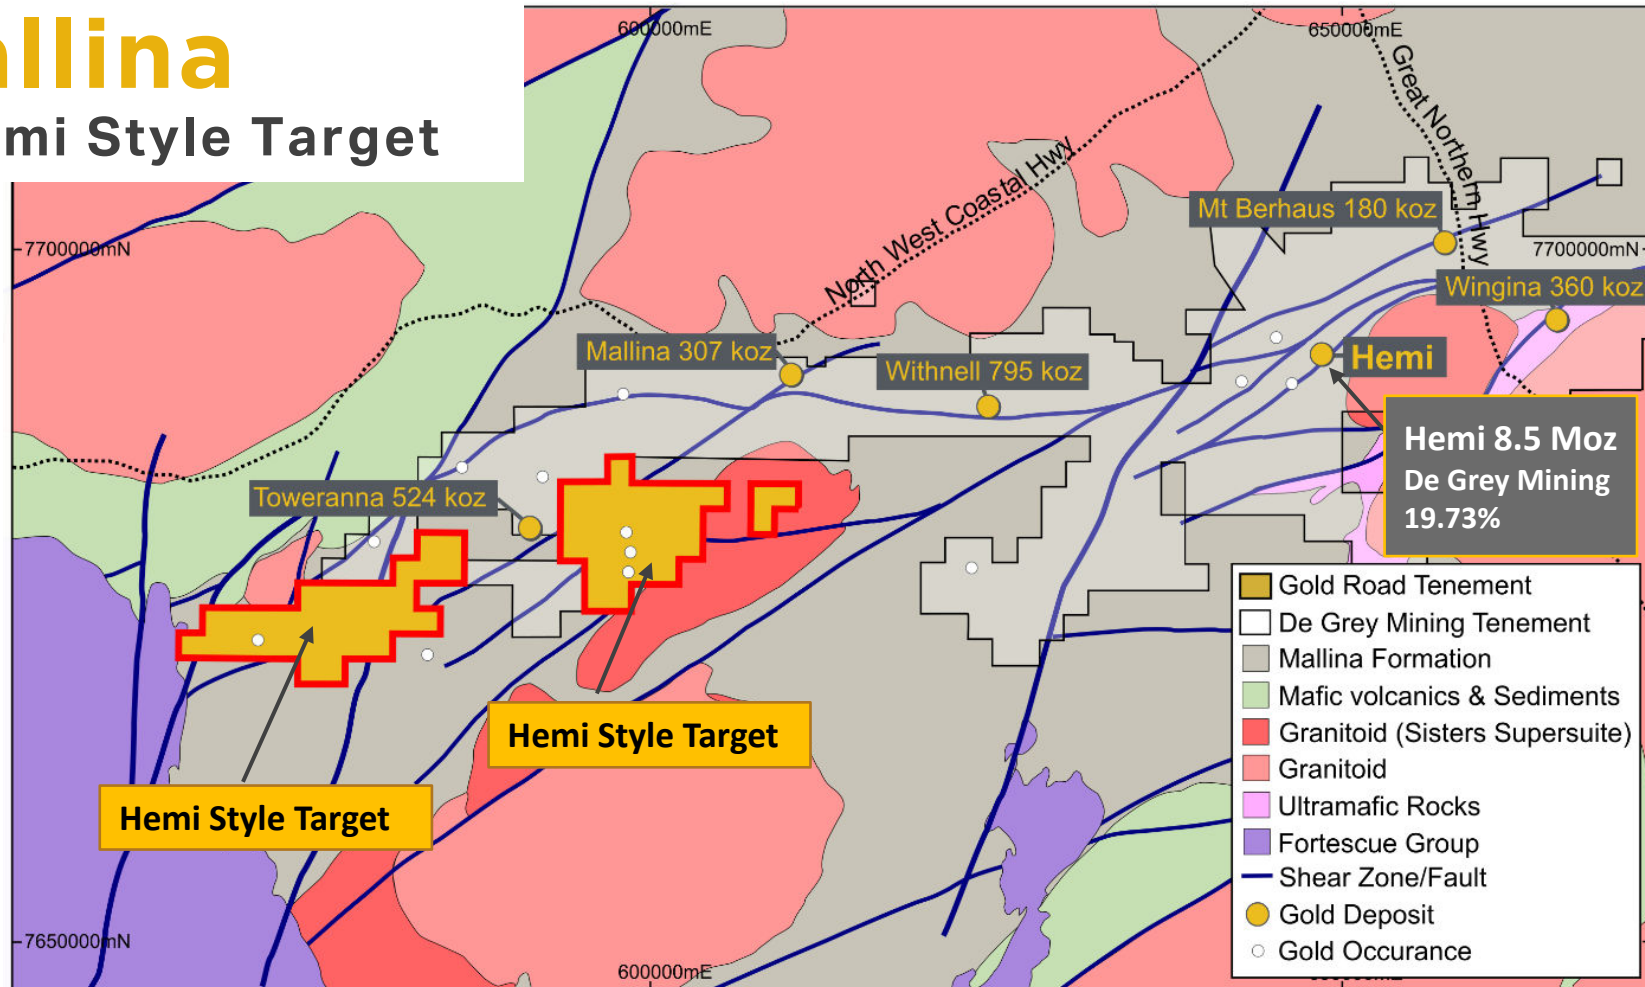 allina
mi Style Target
600000mE
650000mE
Great Northern Hwy
North West Coastal Hwy
Mt Berhaus 180 koz
7700000mN
7700000mN
Wingina 360 koz
Mallina 307 koz
Withnell 795 koz
Hemi
Hemi 8.5 Moz
De Grey Mining
19.73%
Toweranna 524 koz
Hemi Style Target
Hemi Style Target
Gold Road Tenement
De Grey Mining Tenement
Mallina Formation
Mafic volcanics & Sediments
Granitoid (Sisters Supersuite)
Granitoid
Ultramafic Rocks
Fortescue Group
Shear Zone/Fault
Gold Deposit
Gold Occurance
7650000mN
600000mE